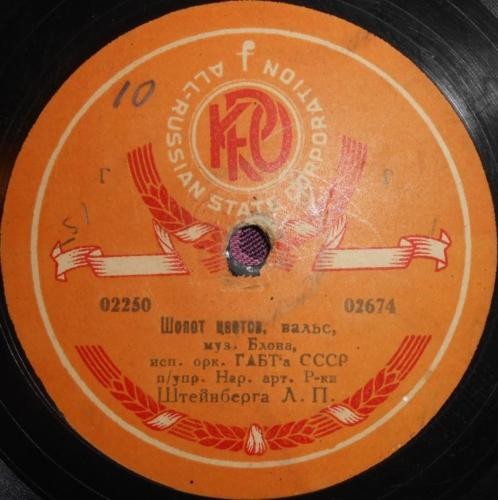 10
ALL-RUSSIAN STATE CORPORATION
02250
02674
Шопот цветов, вальс,
муз. Блона,
исп. орк. ГАБТ'а СССР
п/упр. Нар. арт. Р-ки
Штейнберга Л. П.